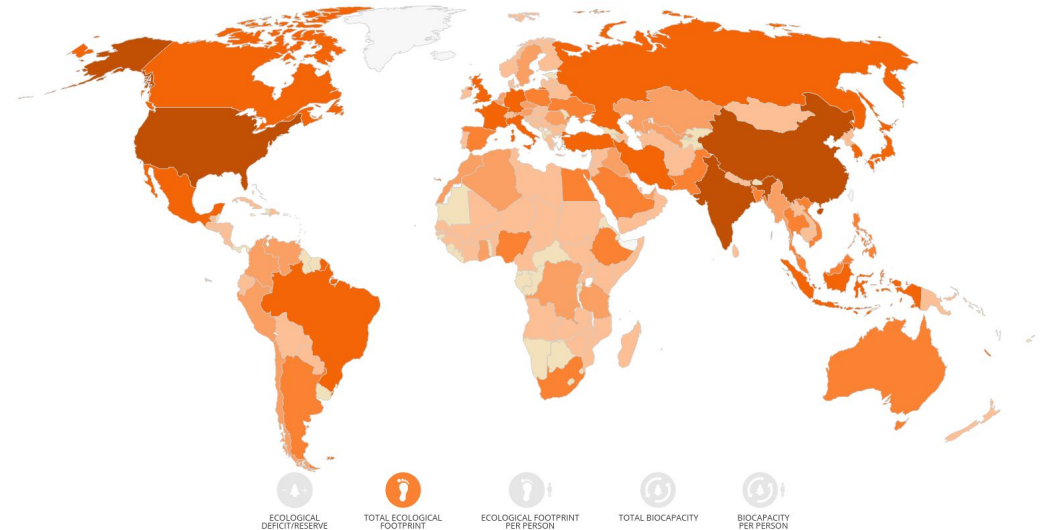 ECOLOGICAL
DEFICIT/RESERVE
TOTAL ECOLOGICAL
FOOTPRINT
ECOLOGICAL FOOTPRINT
PER PERSON
TOTAL BIOCAPACITY
BIOCAPACITY
PER PERSON